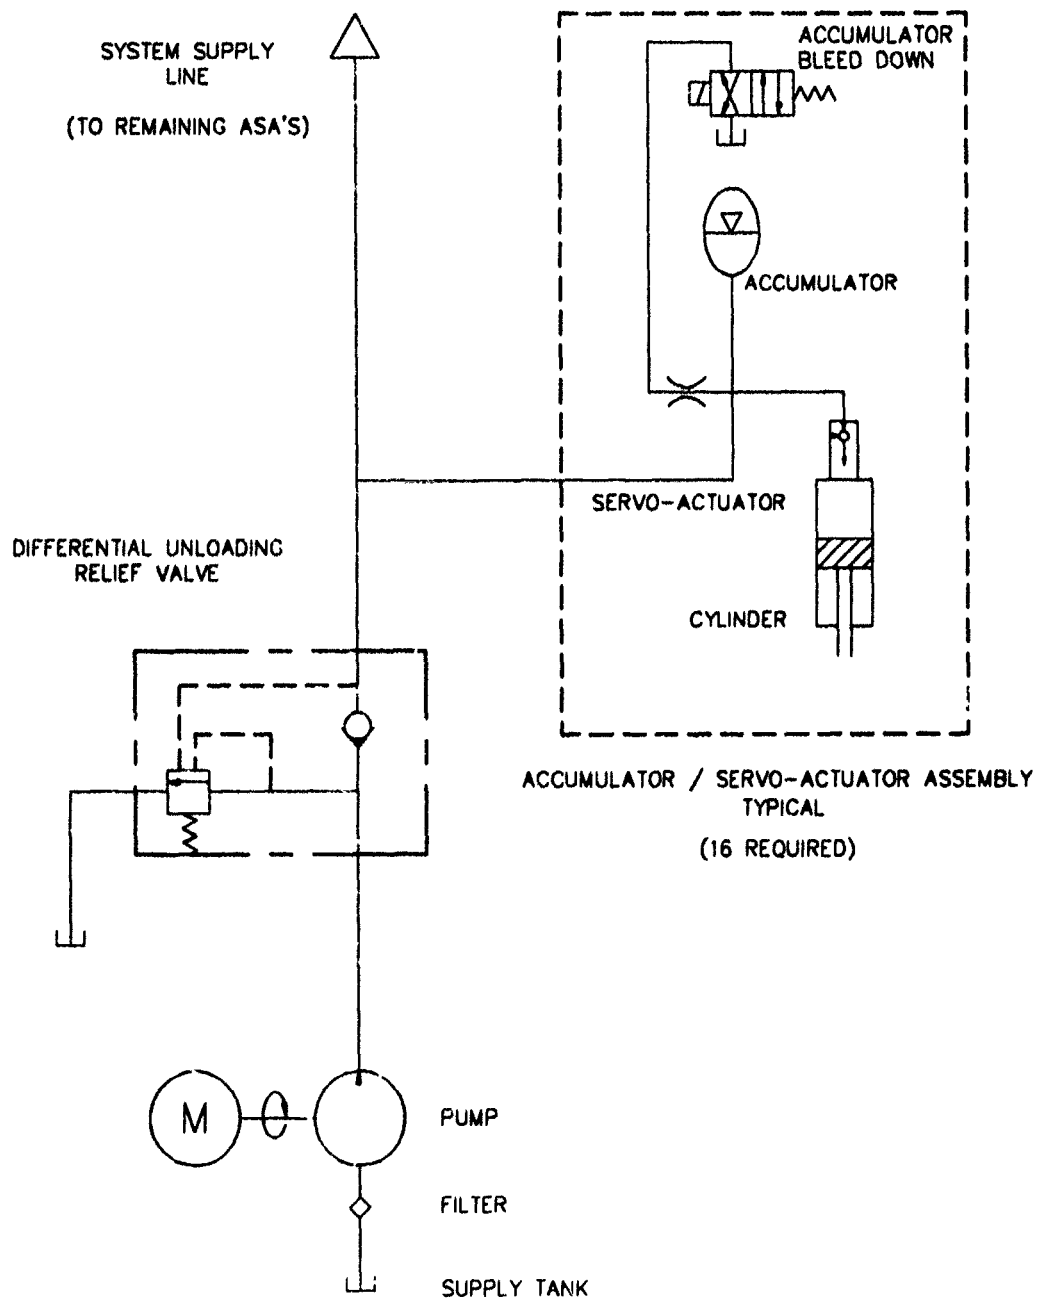 SYSTEM SUPPLY
LINE
(TO REMAINING ASA'S)
ACCUMULATOR
BLEED DOWN
ACCUMULATOR
SERVO-ACTUATOR
CYLINDER
DIFFERENTIAL UNLOADING
RELIEF VALVE
ACCUMULATOR / SERVO-ACTUATOR ASSEMBLY
TYPICAL
(16 REQUIRED)
M
PUMP
FILTER
SUPPLY TANK